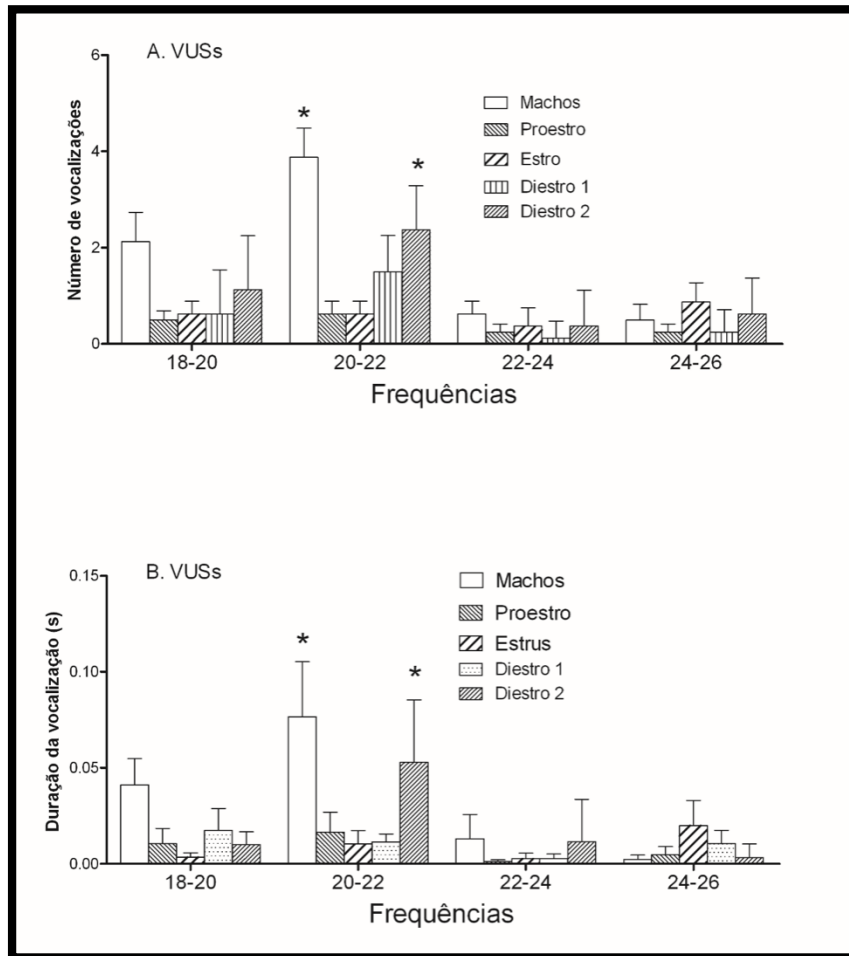 A. VUSs
6
4
2
0
Número de vocalizações
Machos
Proestro
Estro
Diestro 1
Diestro 2
*
*
18-20 20-22 22-24 24-26
Frequências
B. VUSs
0.15
0.10
0.05
0.00
Duração da vocalização (s)
Machos
Proestro
Estrus
Diestro 1
Diestro 2
*
*
18-20 20-22 22-24 24-26
Frequências